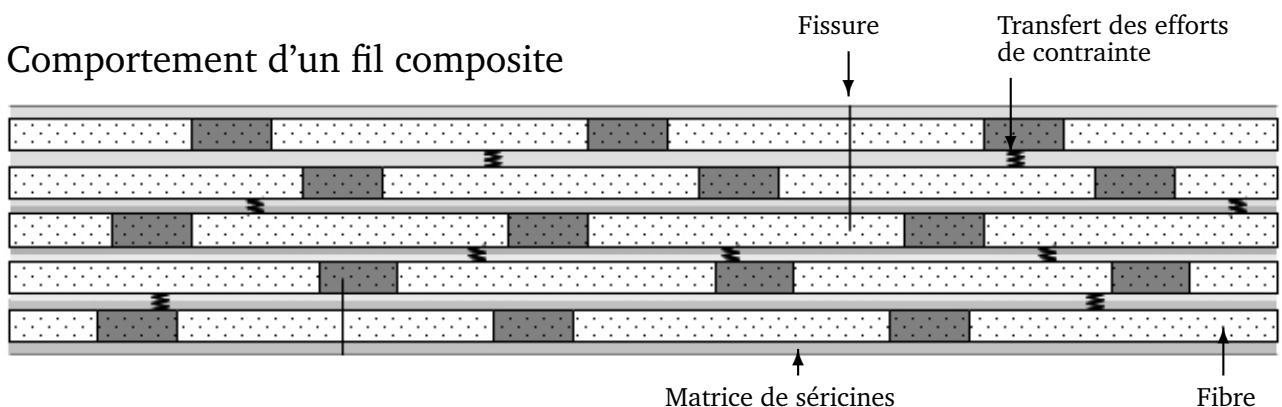 Comportement d'un fil composite
Fissure
Transfert des efforts
de contrainte
Matrice de séricines
Fibre